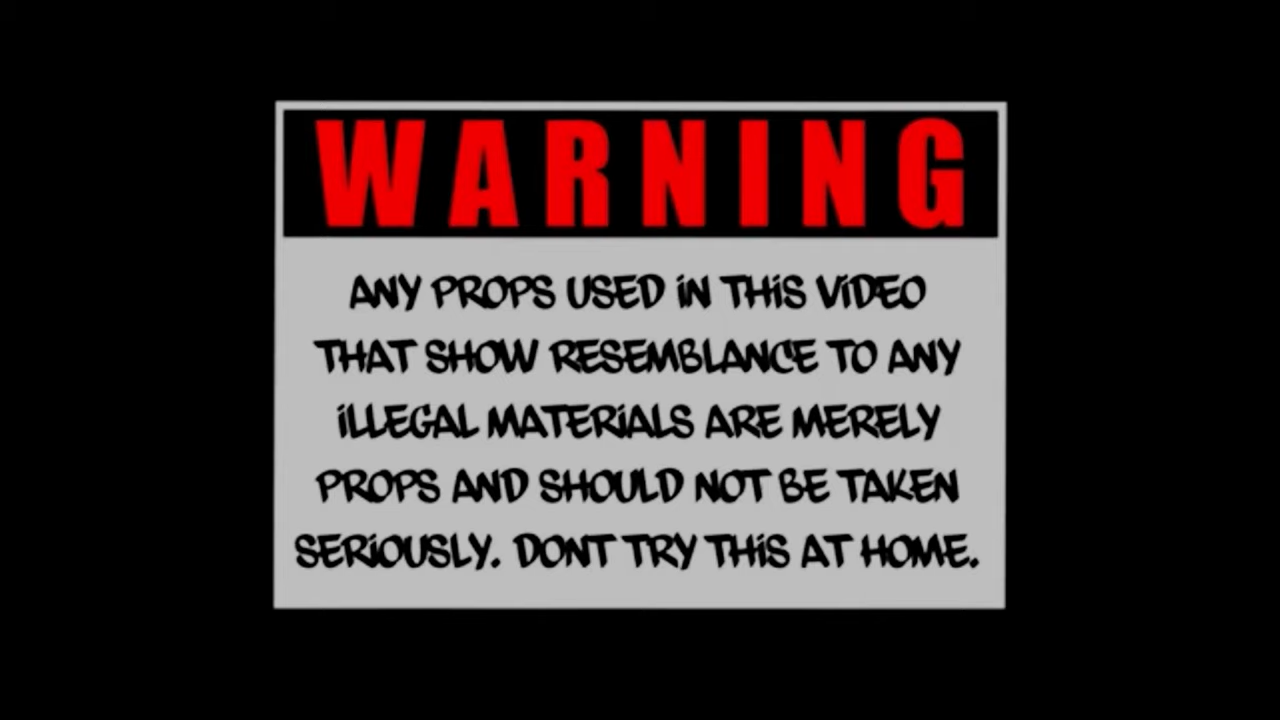 WARNING
ANY PROPS USED iN THiS ViDEO
THAT SHOW RESEMBLANCE TO ANY
iLLEGAL MATERiALS ARE MERELY
PROPS AND SHOULD NOT BE TAKEN
SERiOUSLY. DONT TRY THiS AT HOME.